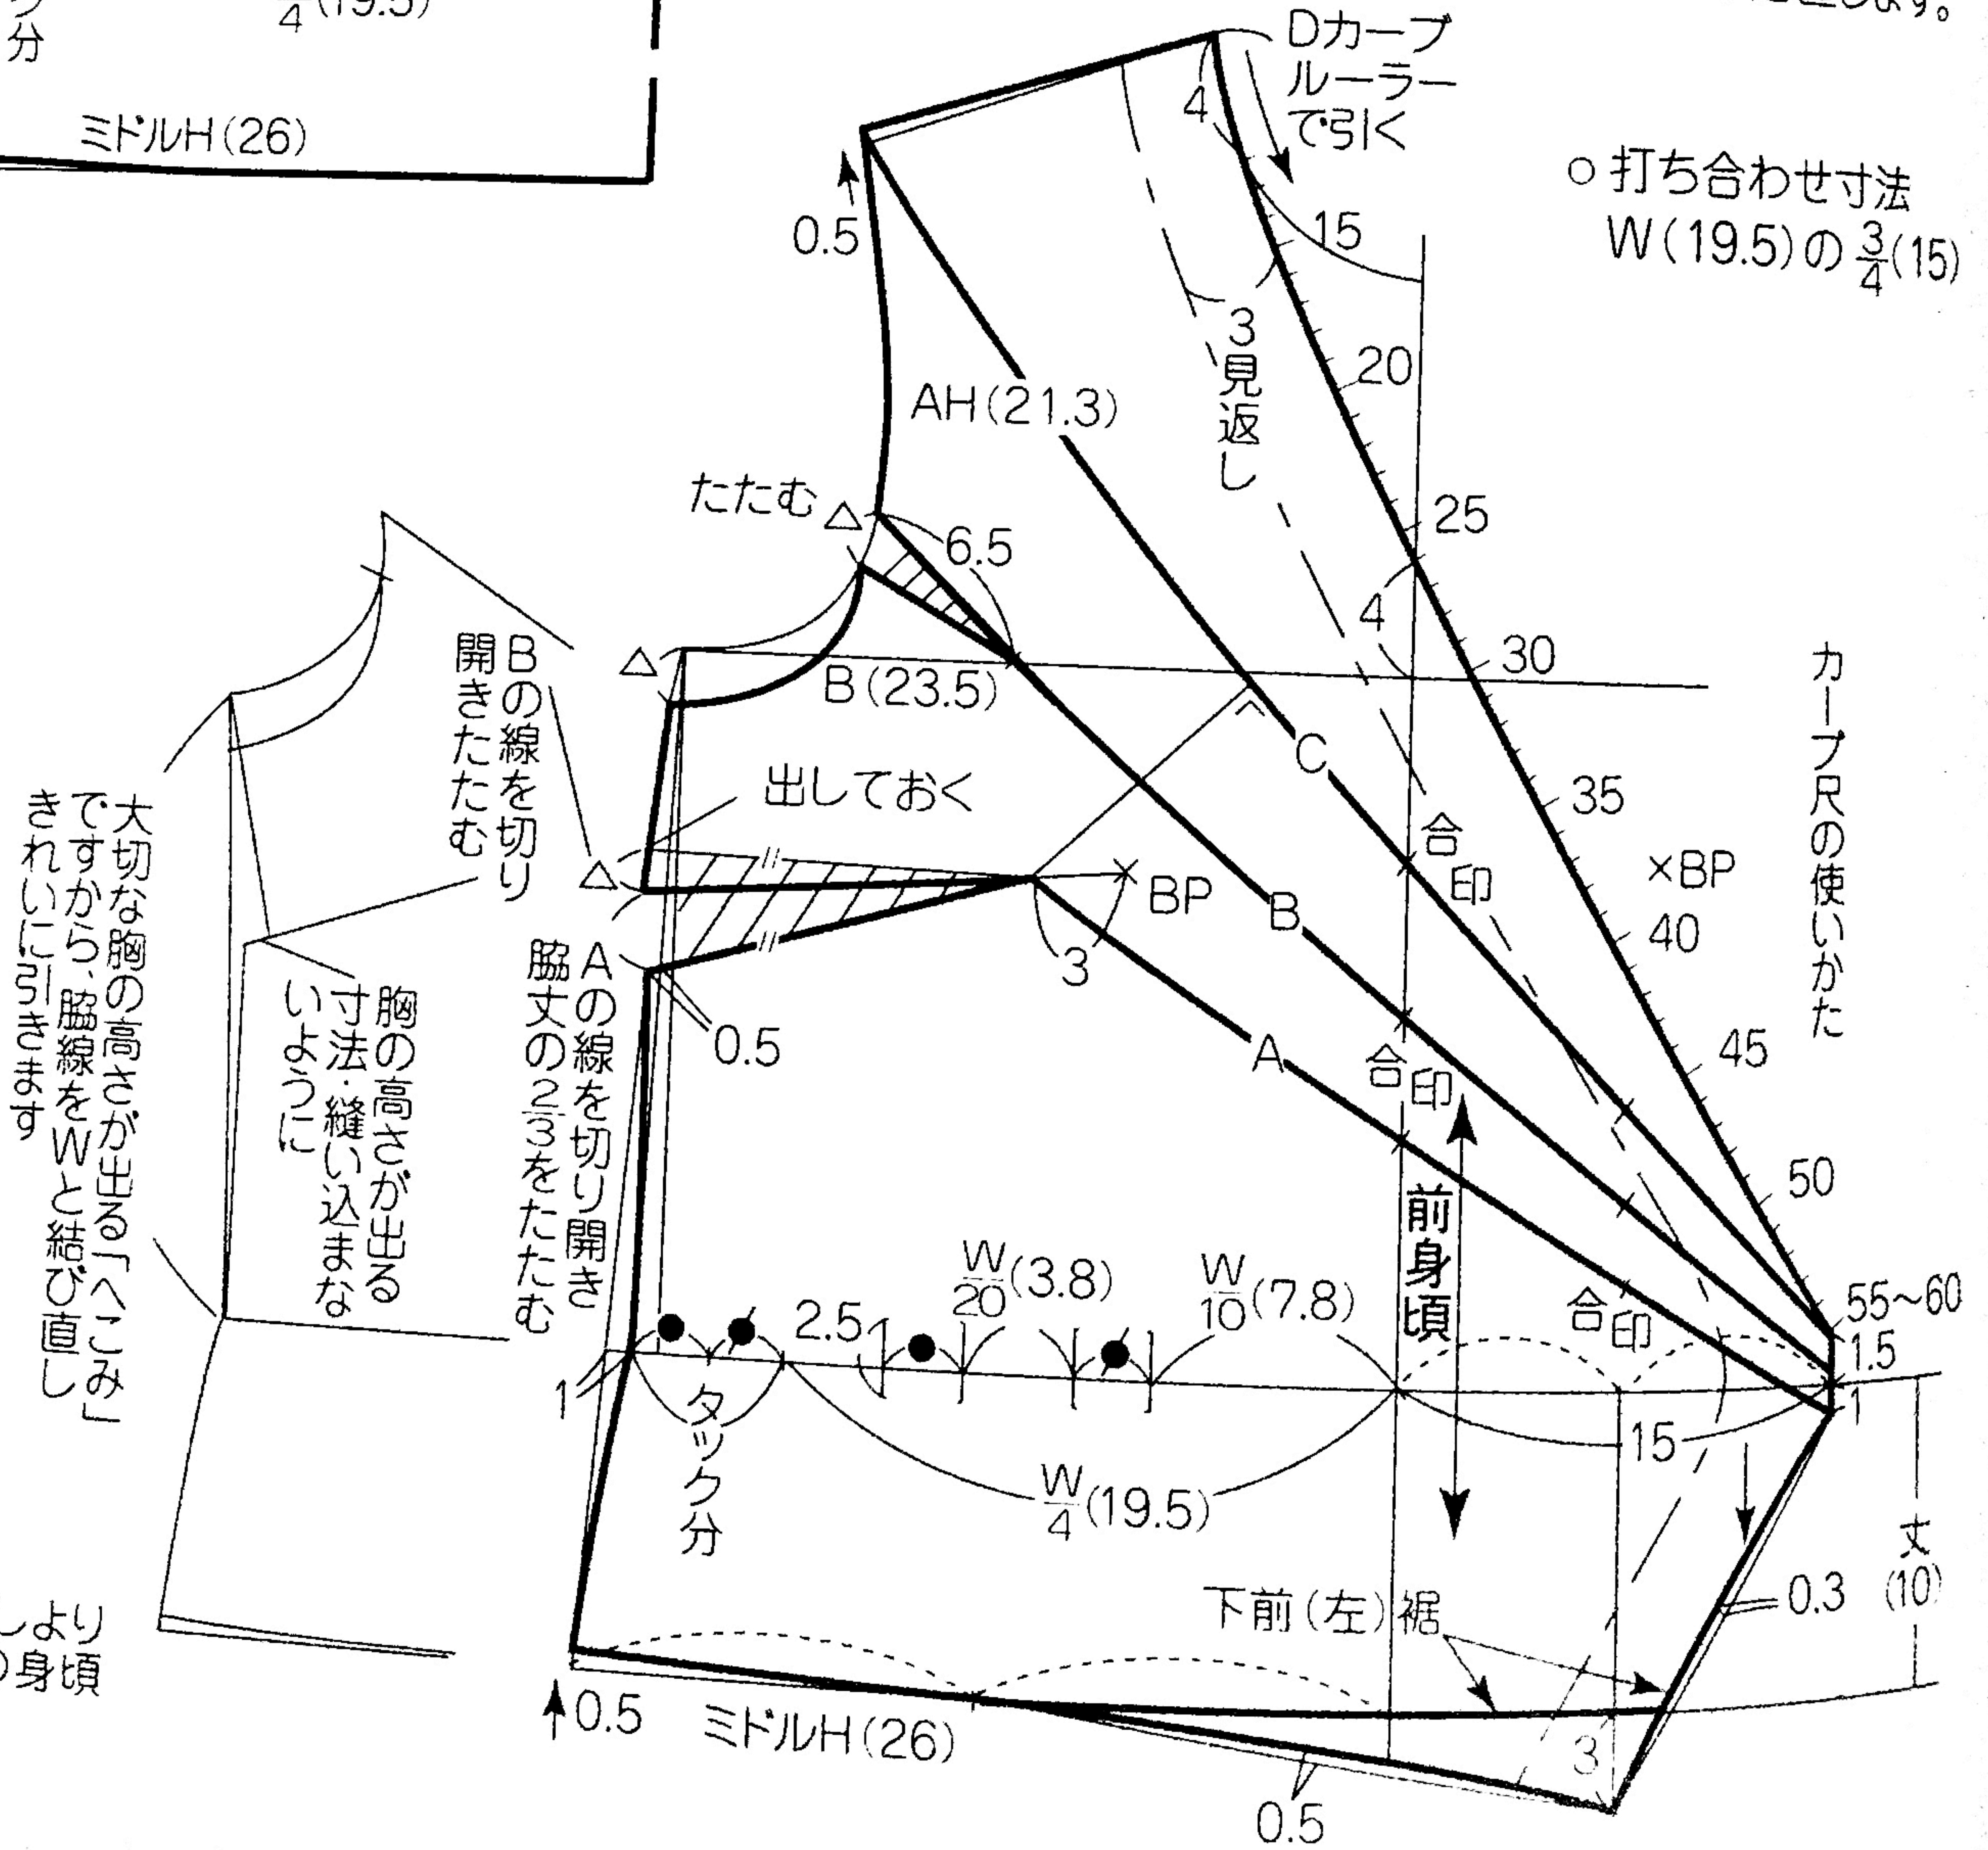 分
4(19.5)
ミドルH(26)
Dカーブ
ルーラー
で引く
4
15
0.5
○打ち合わせ寸法
W(19.5)の3/4(15)
3見返し
20
AH(21.3)
たたむ△
6.5
25
4
30
△
B(23.5)
Bの線を切り
開きたたむ
出しておく
C
合印
35
×BP
40
カーブ尺の使いかた
△
BP
B
3
大切な胸の高さが出る「へこみ」
ですから、脇線をWと結び直し
きれいに引きます
胸の高さが出る
寸法・縫い込まな
いように
Aの線を切り開き
脇丈の2/3をたたむ
0.5
A
合印
45
50
前身頃
W/20(3.8)
W/10(7.8)
2.5
合印
55~60
1.5
1
1
タック分
15
W/4(19.5)
丈(10)
下前(左)裾
0.3
しより
身頃
0.5
ミドルH(26)
3
0.5